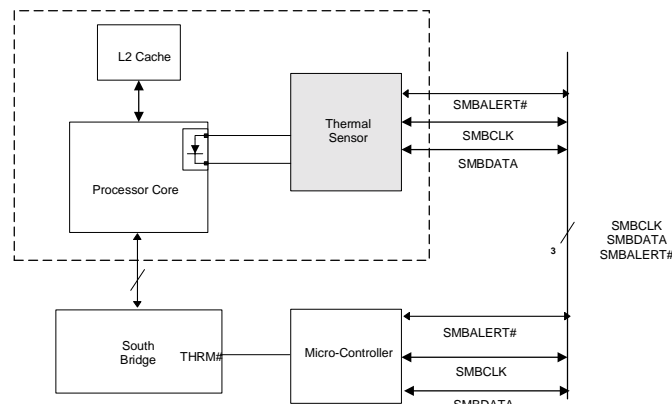 L2 Cache
Thermal
Sensor
SMBALERT#
SMBCLK
SMBDATA
Processor Core
SMBCLK
SMBDATA
SMBALERT#
3
South
Bridge
THRM#
Micro-Controller
SMBALERT#
SMBCLK
SMBDATA